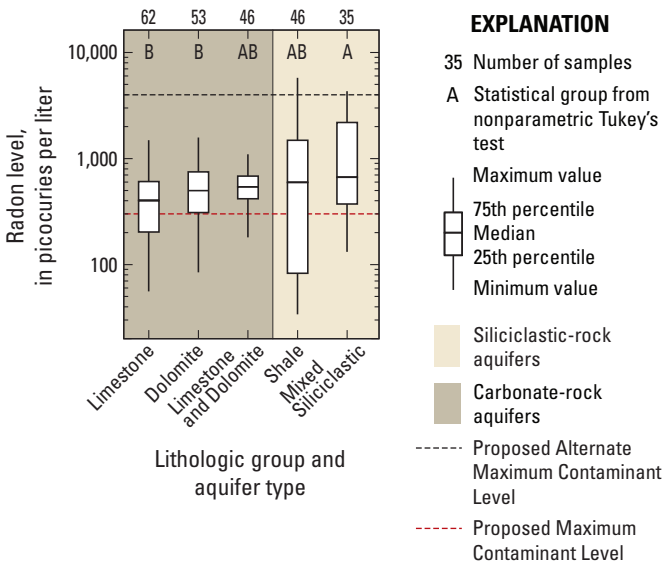 62 53 46 46 35
B B AB AB A
10,000
1,000
100
Radon level,
in picocuries per liter
Limestone
Dolomite
Limestone
and Dolomite
Shale
Mixed
Siliciclastic
Lithologic group and
aquifer type
EXPLANATION
35 Number of samples
A Statistical group from
nonparametric Tukey's
test
Maximum value
75th percentile
Median
25th percentile
Minimum value
Siliciclastic-rock
aquifers
Carbonate-rock
aquifers
Proposed Alternate
Maximum Contaminant
Level
Proposed Maximum
Contaminant Level